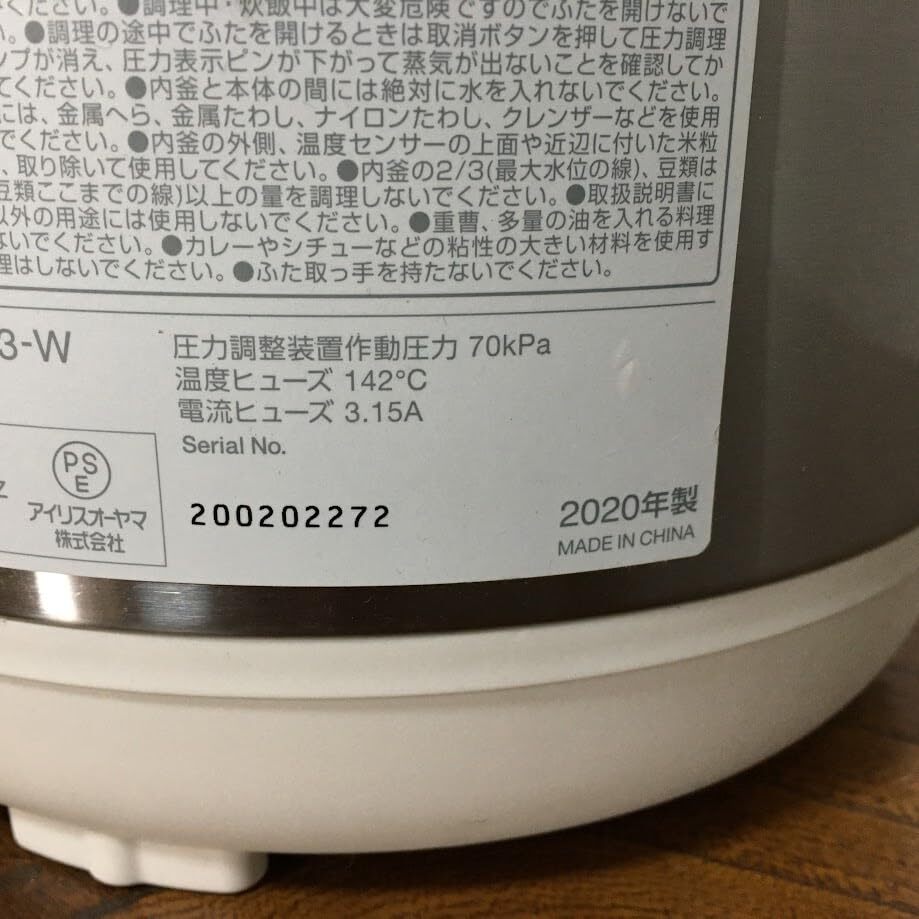 ください。●調理中・炊飯中は大変危険ですのでふたを開けないで
い。●調理の途中でふたを開けるときは取消ボタンを押して圧力調理
ンプが消え、圧力表示ピンが下がって蒸気が出ないことを確認してか
てください。●内釜と本体の間には絶対に水を入れないでください。
には、金属へら、金属たわし、ナイロンたわし、クレンザーなどを使用
でください。●内釜の外側、温度センサーの上面や近辺に付いた米粒
、取り除いて使用してください。●内釜の2/3(最大水位の線)、豆類は
豆類ここまでの線)以上の量を調理しないでください。●取扱説明書に
以外の用途には使用しないでください。●重曹、多量の油を入れる料理
ないでください。●カレーやシチューなどの粘性の大きい材料を使用す
理はしないでください。●ふた取っ手を持たないでください。
3-W
圧力調整装置作動圧力 70kPa
温度ヒューズ 142°C
電流ヒューズ 3.15A
Serial No.
200202272
PS
E
アイリスオーヤマ
株式会社
z
2020年製
MADE IN CHINA